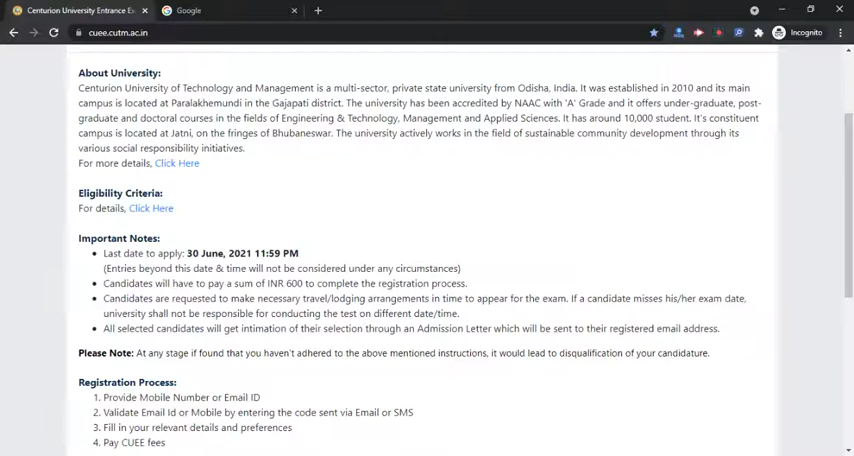 Centurion University Entrance Ex
Google
cuee.cutm.ac.in
Incognito
About University:
Centurion University of Technology and Management is a multi-sector, private state university from Odisha, India. It was established in 2010 and its main
campus is located at Paralakhemundi in the Gajapati district. The university has been accredited by NAAC with 'A' Grade and it offers under-graduate, post-
graduate and doctoral courses in the fields of Engineering & Technology, Management and Applied Sciences. It has around 10,000 student. It's constituent
campus is located at Jatni, on the fringes of Bhubaneswar. The university actively works in the field of sustainable community development through its
various social responsibility initiatives.
For more details, Click Here
Eligibility Criteria:
For details, Click Here
Important Notes:
• Last date to apply: 30 June, 2021 11:59 PM
(Entries beyond this date & time will not be considered under any circumstances)
• Candidates will have to pay a sum of INR 600 to complete the registration process.
• Candidates are requested to make necessary travel/lodging arrangements in time to appear for the exam. If a candidate misses his/her exam date,
university shall not be responsible for conducting the test on different date/time.
• All selected candidates will get intimation of their selection through an Admission Letter which will be sent to their registered email address.
Please Note: At any stage if found that you haven't adhered to the above mentioned instructions, it would lead to disqualification of your candidature.
Registration Process:
1. Provide Mobile Number or Email ID
2. Validate Email Id or Mobile by entering the code sent via Email or SMS
3. Fill in your relevant details and preferences
4. Pay CUEE fees